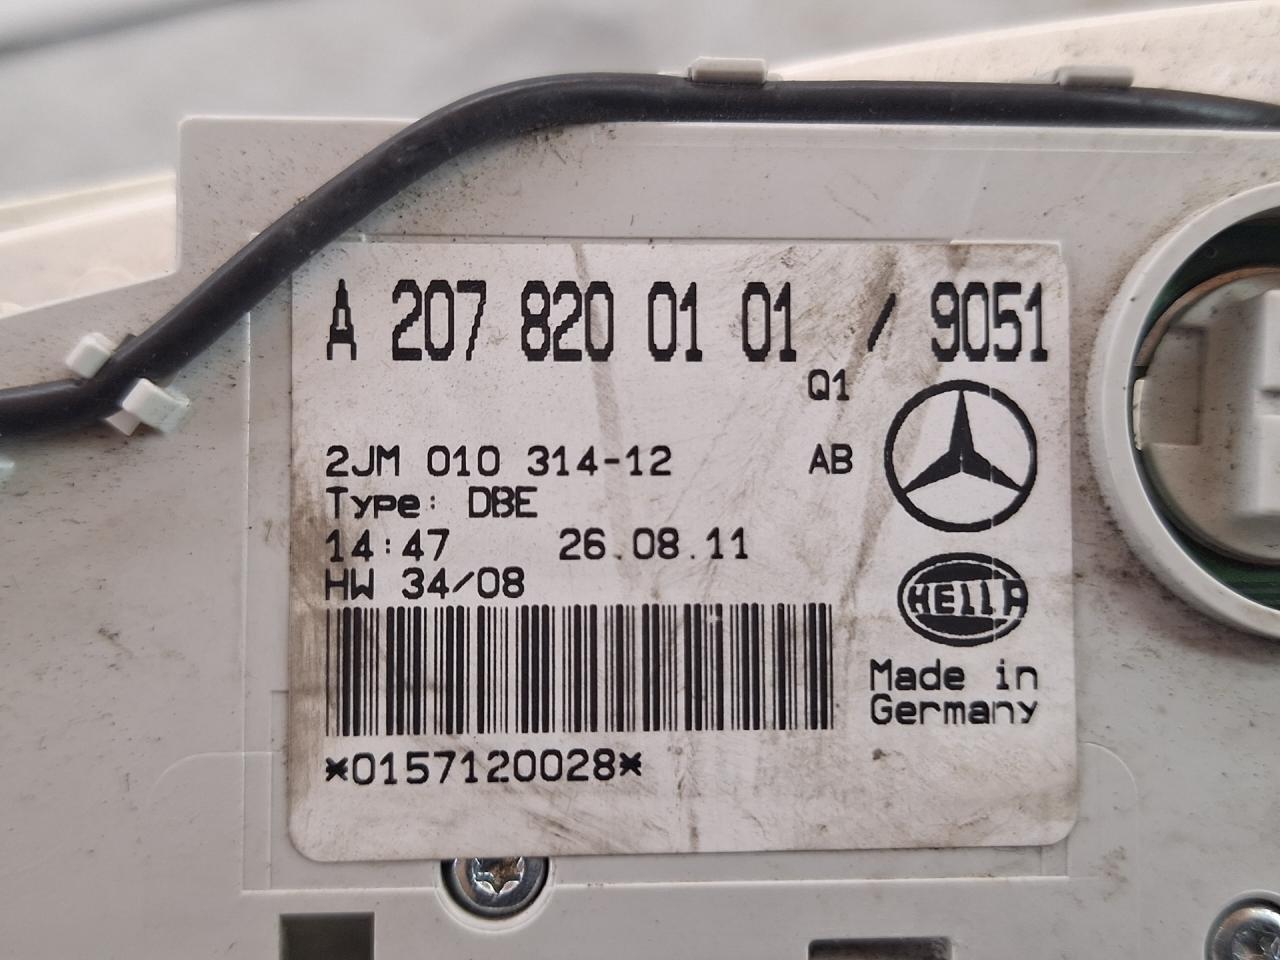 A 207 820 01 01 / 9051
Q1
2JM 010 314-12 AB
Type: DBE
14:47 26.08.11
HW 34/08
HELLA
Made in
Germany
*0157120028*